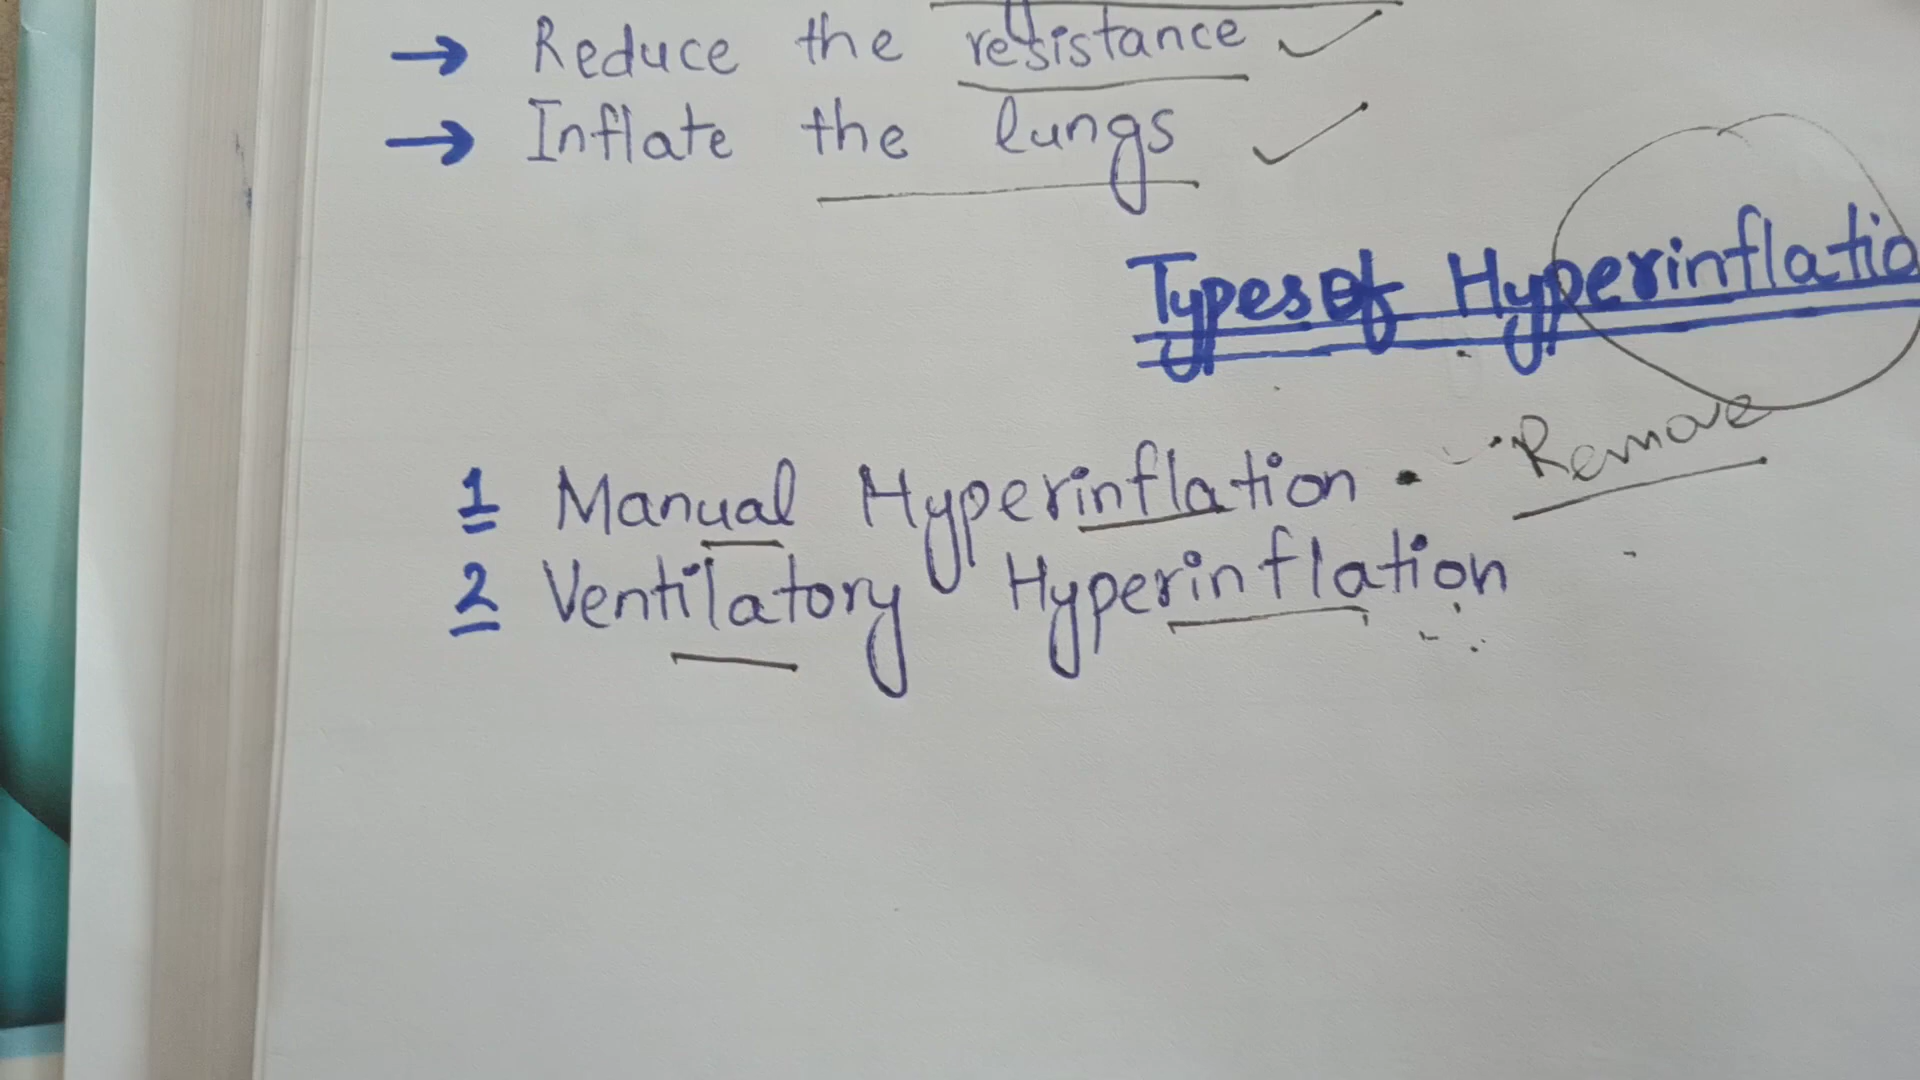 → Reduce the resistance ✓
→ Inflate the lungs ✓
Types of Hyperinflatio
1 Manual Hyperinflation . Remove
2 Ventilatory Hyperinflation